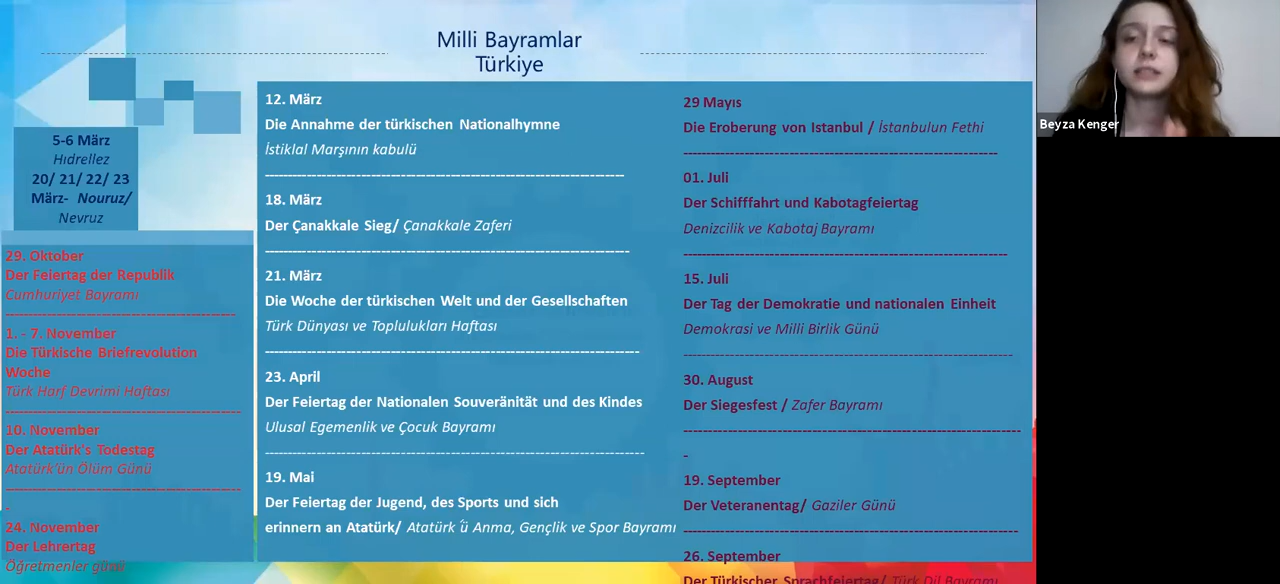 Milli Bayramlar
Türkiye
5-6 März
Hıdrellez
20/ 21/ 22/ 23
März- Nouruz/
Nevruz
29. Oktober
Der Feiertag der Republik
Cumhuriyet Bayramı
1. - 7. November
Die Türkische Briefrevolution
Woche
Türk Harf Devrimi Haftası
10. November
Der Atatürk's Todestag
Atatürk'ün Ölüm Günü
24. November
Der Lehrertag
Öğretmenler günü
12. März
Die Annahme der türkischen Nationalhymne
İstiklal Marşının kabulü
18. März
Der Çanakkale Sieg/ Çanakkale Zaferi
21. März
Die Woche der türkischen Welt und der Gesellschaften
Türk Dünyası ve Toplulukları Haftası
23. April
Der Feiertag der Nationalen Souveränität und des Kindes
Ulusal Egemenlik ve Çocuk Bayramı
19. Mai
Der Feiertag der Jugend, des Sports und sich
erinnern an Atatürk/ Atatürk ́ü Anma, Gençlik ve Spor Bayramı
29 Mayıs
Die Eroberung von Istanbul / İstanbulun Fethi
01. Juli
Der Schifffahrt und Kabotagfeiertag
Denizcilik ve Kabotaj Bayramı
15. Juli
Der Tag der Demokratie und nationalen Einheit
Demokrasi ve Milli Birlik Günü
30. August
Der Siegesfest / Zafer Bayramı
19. September
Der Veteranentag/ Gaziler Günü
26. September
Der Türkischer Sprachfeiertag/ Türk Dil Bayramı
Beyza Kenger